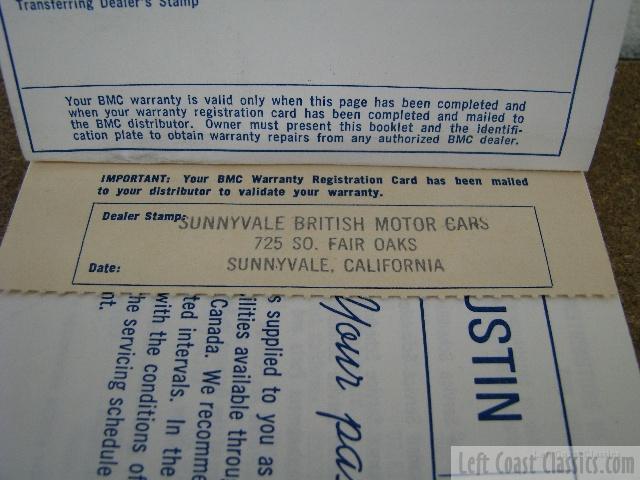 Transferring Dealer's Stamp
Your BMC warranty is valid only when this page has been completed and
when your warranty registration card has been completed and mailed to
the BMC distributor. Owner must present this booklet and the identifi-
cation plate to obtain warranty repairs from any authorized BMC dealer.
IMPORTANT: Your BMC Warranty Registration Card has been mailed
to your distributor to validate your warranty.
Dealer Stamp:
SUNNYVALE BRITISH MOTOR CARS
725 SO. FAIR OAKS
Date:
SUNNYVALE, CALIFORNIA
USTIN
Your pas
s supplied to you as
ilities available throug
Canada. We recomme
ted intervals. In the
with the conditions of
he servicing schedule
nt.
Left Coast Classics.com